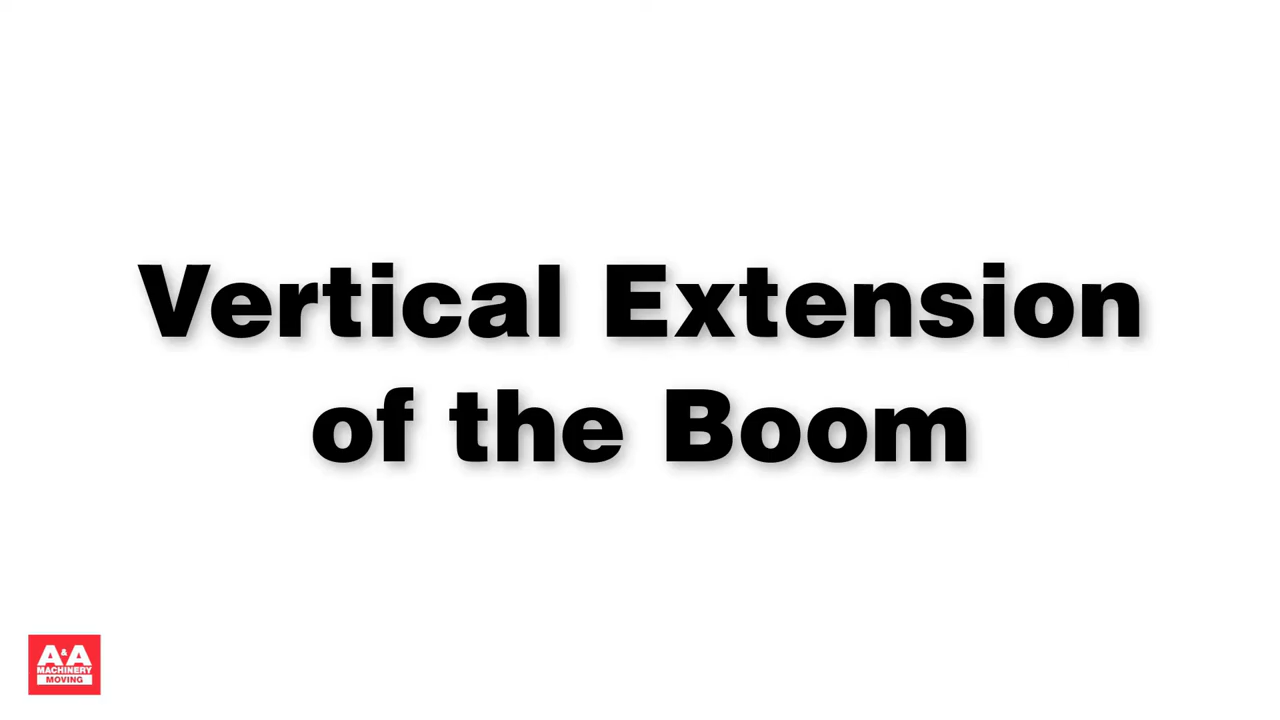 Vertical Extension
of the Boom
A&A
MACHINERY
MOVING